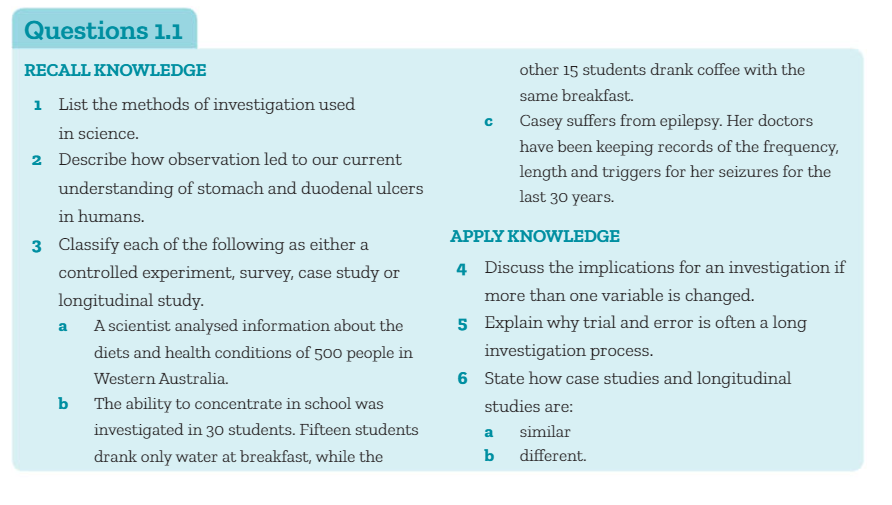 Questions 1.1
RECALL KNOWLEDGE
1 List the methods of investigation used
in science.
2 Describe how observation led to our current
understanding of stomach and duodenal ulcers
in humans.
3 Classify each of the following as either a
controlled experiment, survey, case study or
longitudinal study.
a A scientist analysed information about the
diets and health conditions of 500 people in
Western Australia.
b The ability to concentrate in school was
investigated in 30 students. Fifteen students
drank only water at breakfast, while the
other 15 students drank coffee with the
same breakfast.
c Casey suffers from epilepsy. Her doctors
have been keeping records of the frequency,
length and triggers for her seizures for the
last 30 years.
APPLY KNOWLEDGE
4 Discuss the implications for an investigation if
more than one variable is changed.
5 Explain why trial and error is often a long
investigation process.
6 State how case studies and longitudinal
studies are:
a similar
b different.